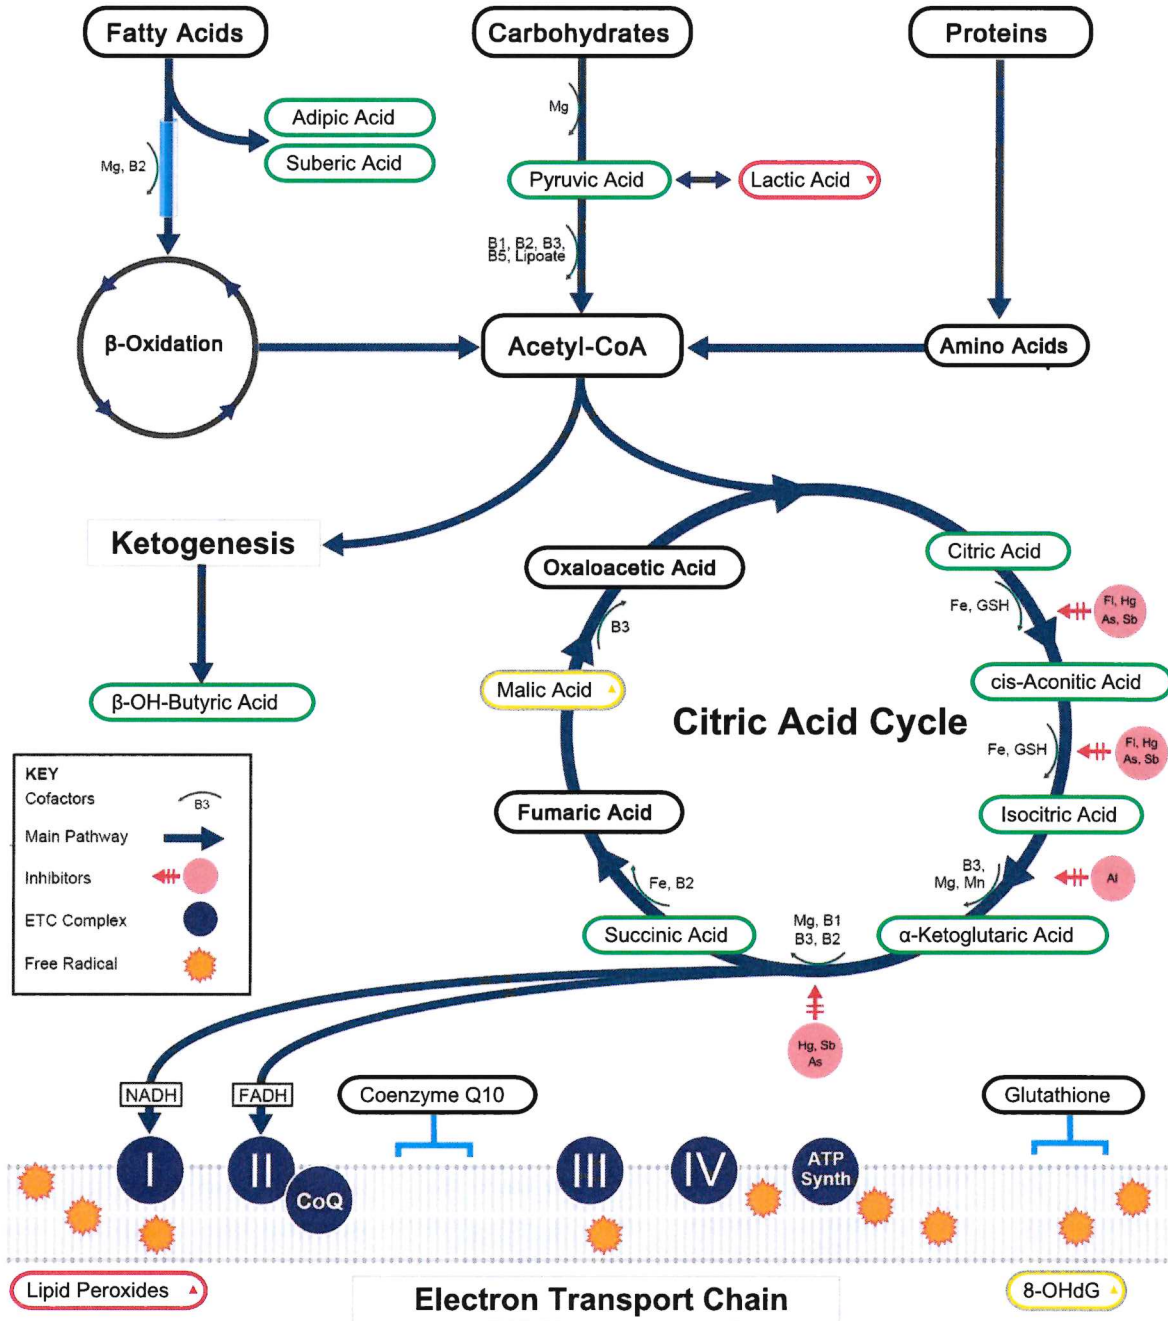 Fatty Acids
Carbohydrates
Proteins
Adipic Acid
Suberic Acid
Mg, B2
Mg
Pyruvic Acid
Lactic Acid
B1, B2, B3,
B5, Lipoate
β-Oxidation
Acetyl-CoA
Amino Acids
Ketogenesis
β-OH-Butyric Acid
Citric Acid Cycle
Oxaloacetic Acid
Citric Acid
Fe, GSH
Fl, Hg
As, Sb
B3
Malic Acid
cis-Aconitic Acid
Fe, GSH
Fl, Hg
As, Sb
Fumaric Acid
Isocitric Acid
B3,
Mg, Mn
Al
Fe, B2
Succinic Acid
Mg, B1
B3, B2
α-Ketoglutaric Acid
Hg, Sb
As
KEY
Cofactors
B3
Main Pathway
Inhibitors
ETC Complex
Free Radical
NADH
FADH
Coenzyme Q10
Glutathione
I
II
CoQ
III
IV
ATP
Synth
Lipid Peroxides
Electron Transport Chain
8-OHdG